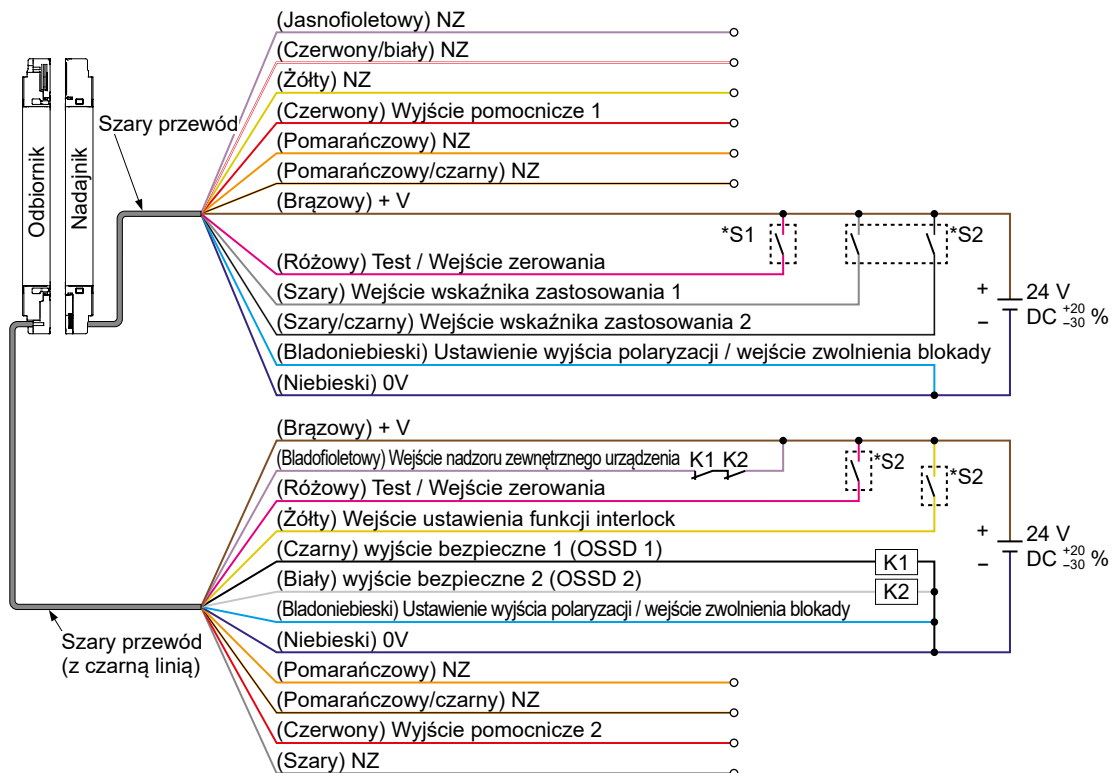 (Jasnofioletowy) NZ
(Czerwony/biały) NZ
(Żółty) NZ
(Czerwony) Wyjście pomocnicze 1
(Pomarańczowy) NZ
(Pomarańczowy/czarny) NZ
(Brązowy) + V
Szary przewód
Odbiornik
Nadajnik
*S1
*S2
(Różowy) Test / Wejście zerowania
(Szary) Wejście wskaźnika zastosowania 1
(Szary/czarny) Wejście wskaźnika zastosowania 2
(Bladoniebieski) Ustawienie wyjścia polaryzacji / wejście zwolnienia blokady
(Niebieski) 0V
+ 24 V
– DC +20 –30 %
(Brązowy) + V
(Bladofioletowy) Wejście nadzoru zewnętrznego urządzenia K1 K2
*S2
*S2
(Różowy) Test / Wejście zerowania
(Żółty) Wejście ustawienia funkcji interlock
(Czarny) wyjście bezpieczne 1 (OSSD 1)
K1
(Biały) wyjście bezpieczne 2 (OSSD 2)
K2
(Bladoniebieski) Ustawienie wyjścia polaryzacji / wejście zwolnienia blokady
(Niebieski) 0V
+ 24 V
– DC +20 –30 %
Szary przewód
(z czarną linią)
(Pomarańczowy) NZ
(Pomarańczowy/czarny) NZ
(Czerwony) Wyjście pomocnicze 2
(Szary) NZ